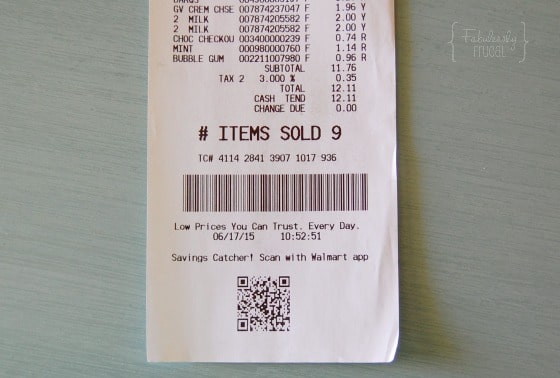 GV CREM CHSE 007874237047 F 1.96 Y
2 MILK 007874205582 F 2.00 Y
2 MILK 007874205582 F 2.00 Y
CHOC CHECKOU 003400000239 F 0.74 R
MINT 000980000760 F 1.14 R
BUBBLE GUM 002211007980 F 0.96 R
SUBTOTAL 11.76
TAX 2 3.000 % 0.35
TOTAL 12.11
CASH TEND 12.11
CHANGE DUE 0.00
# ITEMS SOLD 9
TC# 4114 2841 3907 1017 936
Low Prices You Can Trust. Every Day.
06/17/15 10:52:51
Savings Catcher! Scan with Walmart app
{ Fabulessly
FRUGAL }